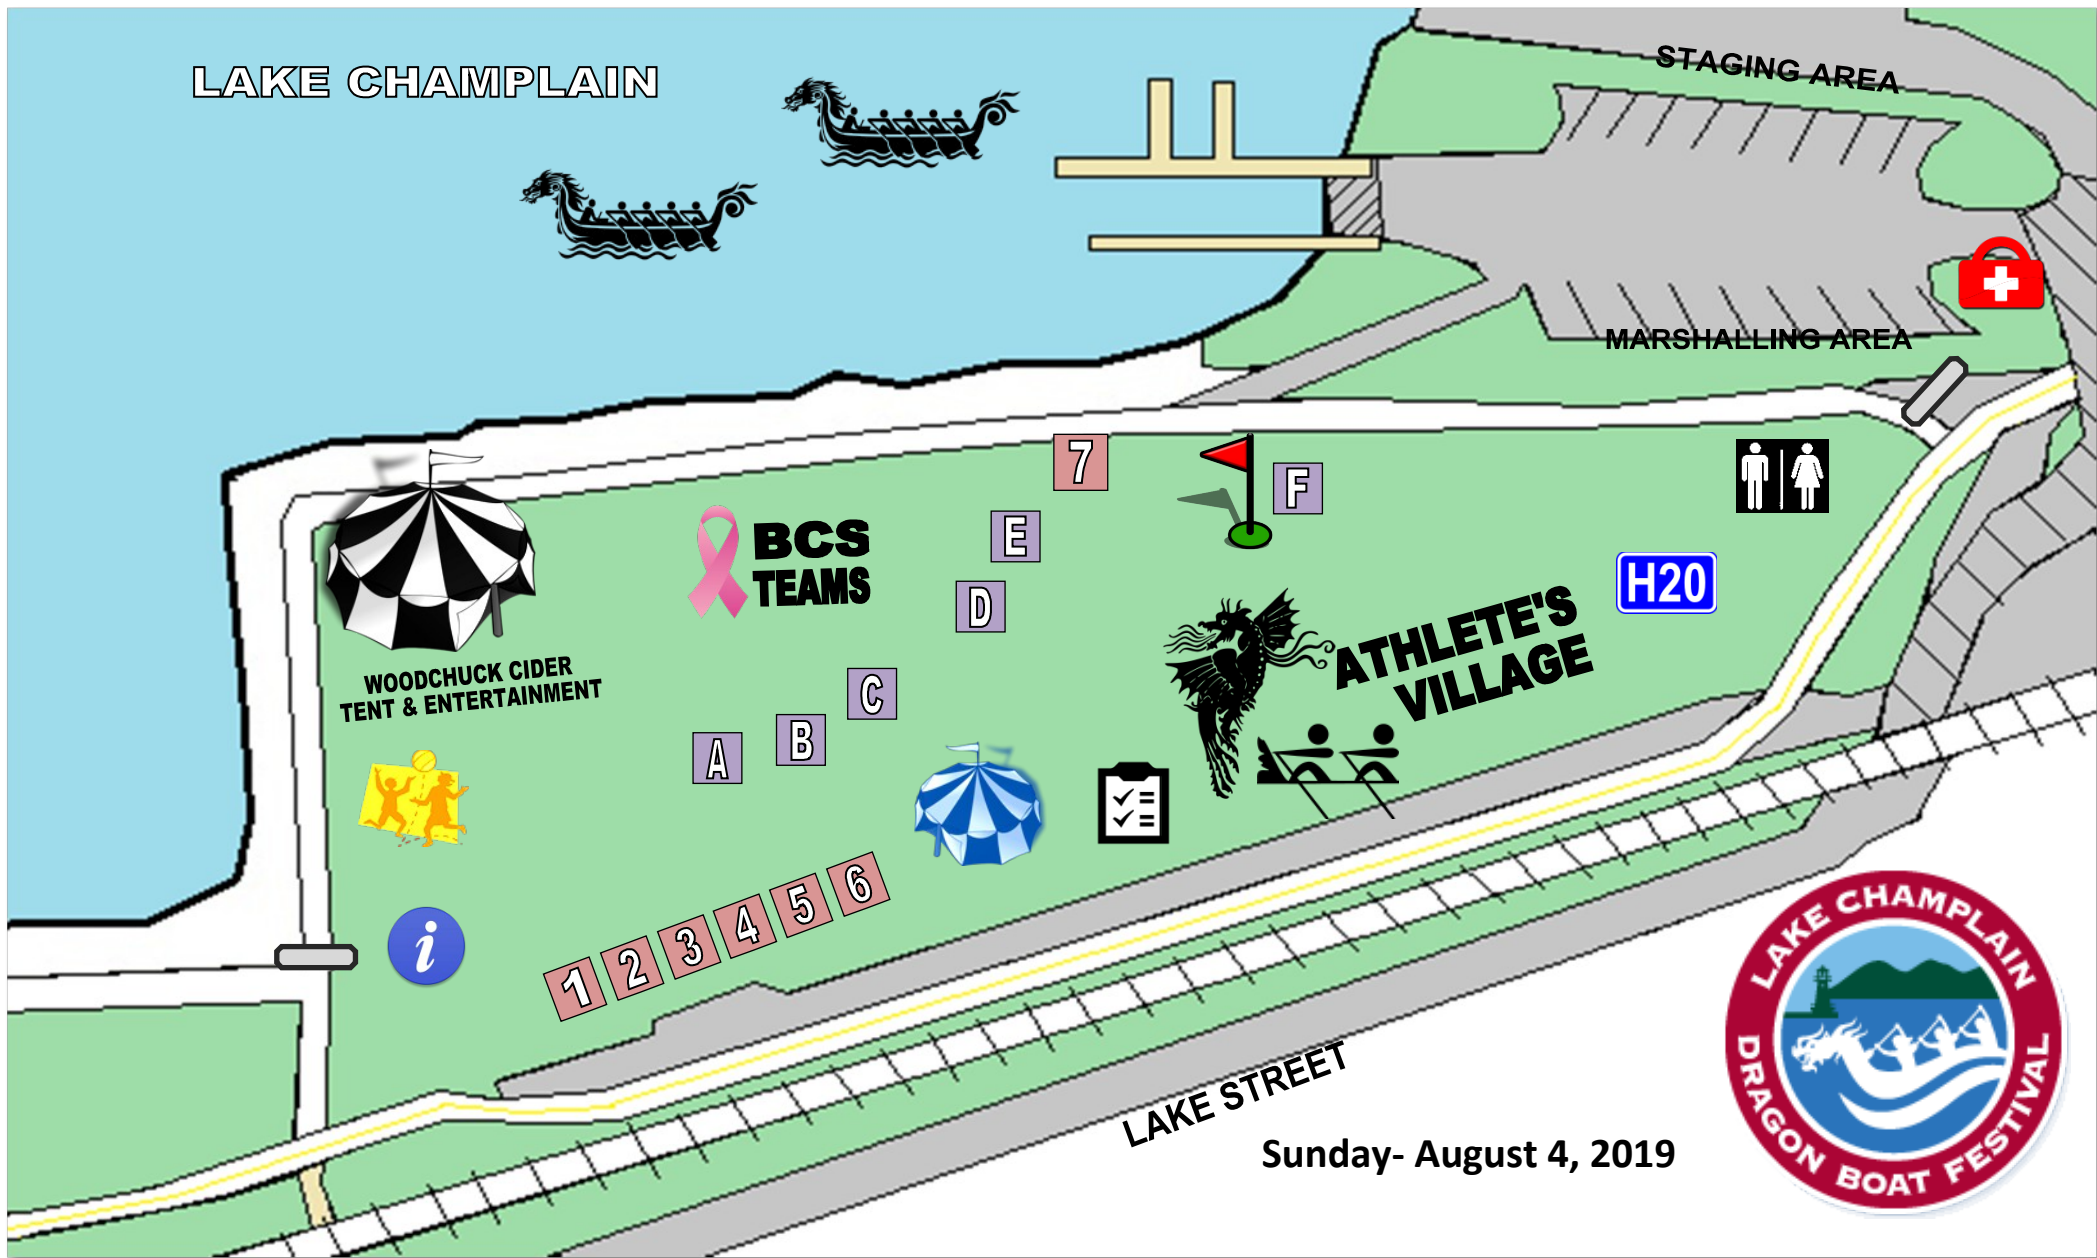 LAKE CHAMPLAIN
STAGING AREA
MARSHALLING AREA
7
F
E
BCS
TEAMS
D
H20
ATHLETE'S
VILLAGE
WOODCHUCK CIDER
TENT & ENTERTAINMENT
C
B
A
6
5
4
3
2
1
i
LAKE STREET
Sunday- August 4, 2019
LAKE CHAMPLAIN
DRAGON BOAT FESTIVAL